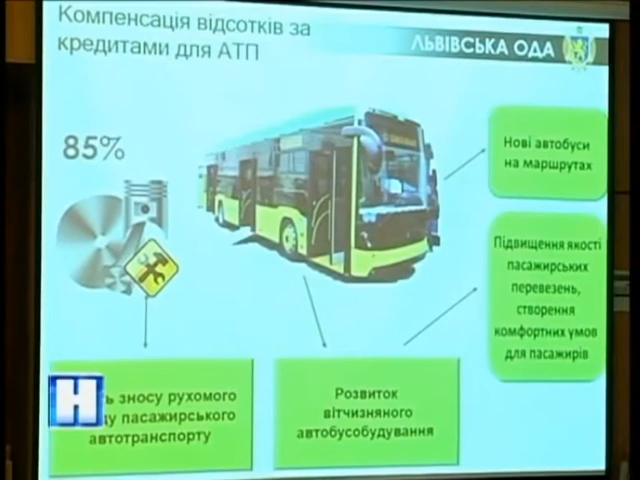 Компенсація відсотків за
кредитами для АТП
ЛЬВІВСЬКА ОДА
85%
Нові автобуси
на маршрутах
Підвищення якості
пасажирських
перевезень,
створення
комфортних умов
для пасажирів
зносу рухомого
пасажирського
автотранспорту
Розвиток
вітчизняного
автобусобудування
Н